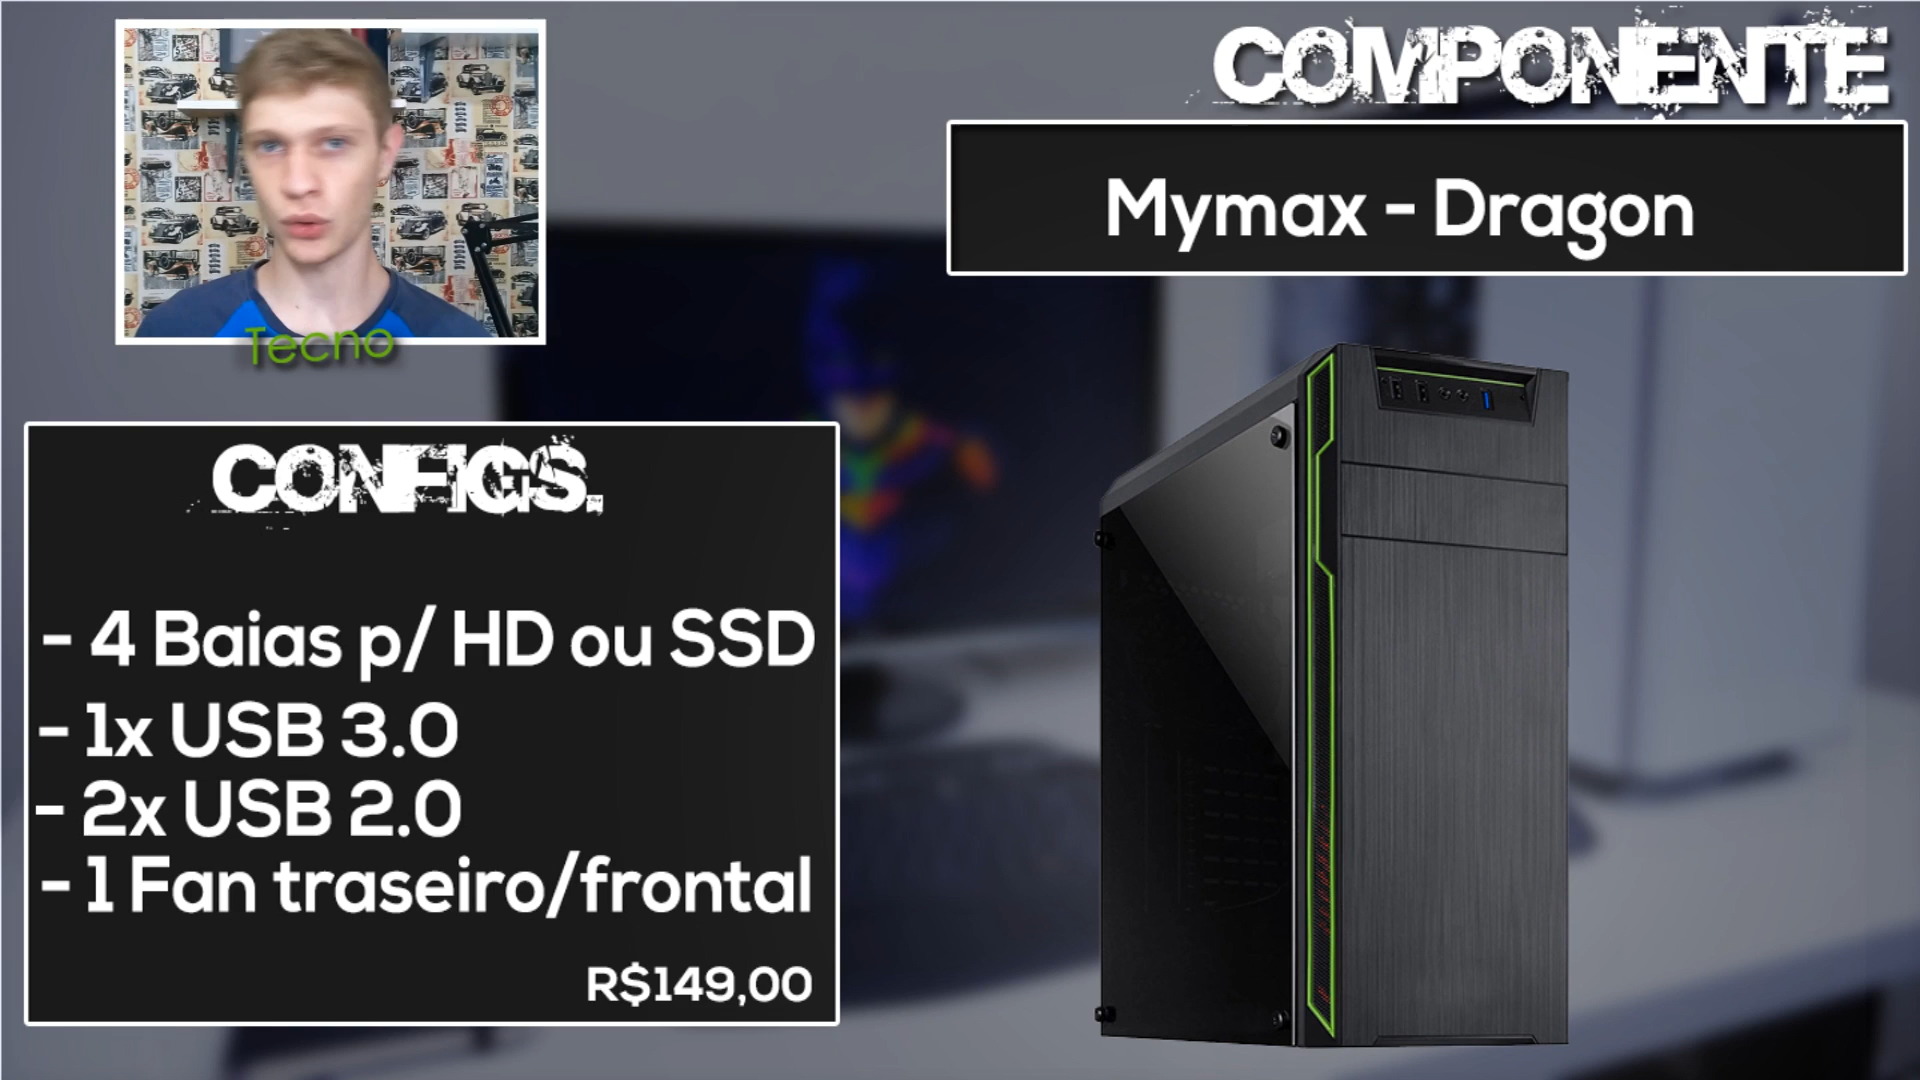 COMPONENTE
Mymax - Dragon
Tecno
CONFIGS.
- 4 Baias p/ HD ou SSD
- 1x USB 3.0
- 2x USB 2.0
- 1 Fan traseiro/frontal
R$149,00